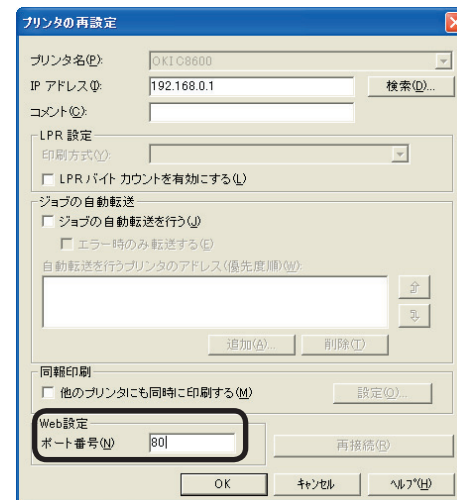 プリンタの再設定
プリンタ名(P): OKI C8600
IP アドレス(I): 192.168.0.1 検索(D)...
コメント(C):
LPR 設定
印刷方式(Y):
LPR バイト カウントを有効にする(L)
ジョブの自動転送
ジョブの自動転送を行う(J)
エラー時のみ転送する(E)
自動転送を行うプリンタのアドレス(優先度順)(W):
追加(A)... 削除(T)
同報印刷
他のプリンタにも同時に印刷する(M) 設定(O)...
Web設定
ポート番号(N) 80 再接続(R)
OK キャンセル ヘルプ(H)